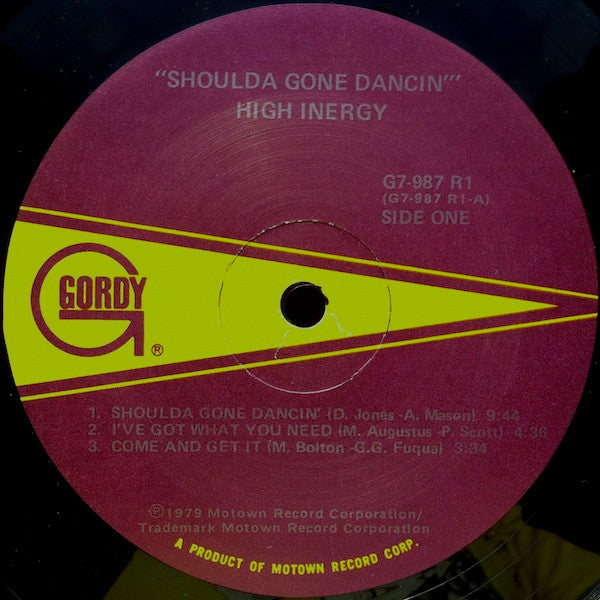 "SHOULDA GONE DANCIN'"
HIGH INERGY
G7-987 R1
(G7-987 R1-A)
SIDE ONE
GORDY
®
1. SHOULDA GONE DANCIN' (D. Jones -A. Mason) 9:44
2. I'VE GOT WHAT YOU NEED (M. Augustus -P. Scott) 4:36
3. COME AND GET IT (M. Bolton -G.G. Fuqua) 3:34
℗1979 Motown Record Corporation/
Trademark Motown Record Corporation
A PRODUCT OF MOTOWN RECORD CORP.